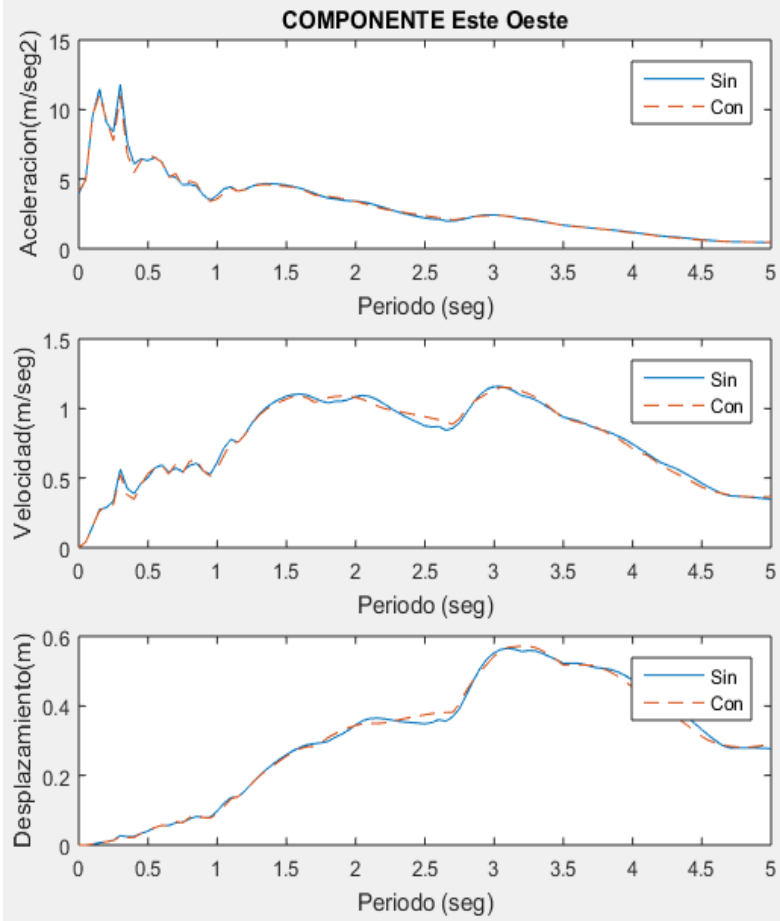 COMPONENTE Este Oeste
Aceleracion(m/seg2)
15
10
5
0
Sin
Con
0 0.5 1 1.5 2 2.5 3 3.5 4 4.5 5
Periodo (seg)
Velocidad(m/seg)
1.5
1
0.5
0
Sin
Con
0 0.5 1 1.5 2 2.5 3 3.5 4 4.5 5
Periodo (seg)
Desplazamiento(m)
0.6
0.4
0.2
0
Sin
Con
0 0.5 1 1.5 2 2.5 3 3.5 4 4.5 5
Periodo (seg)